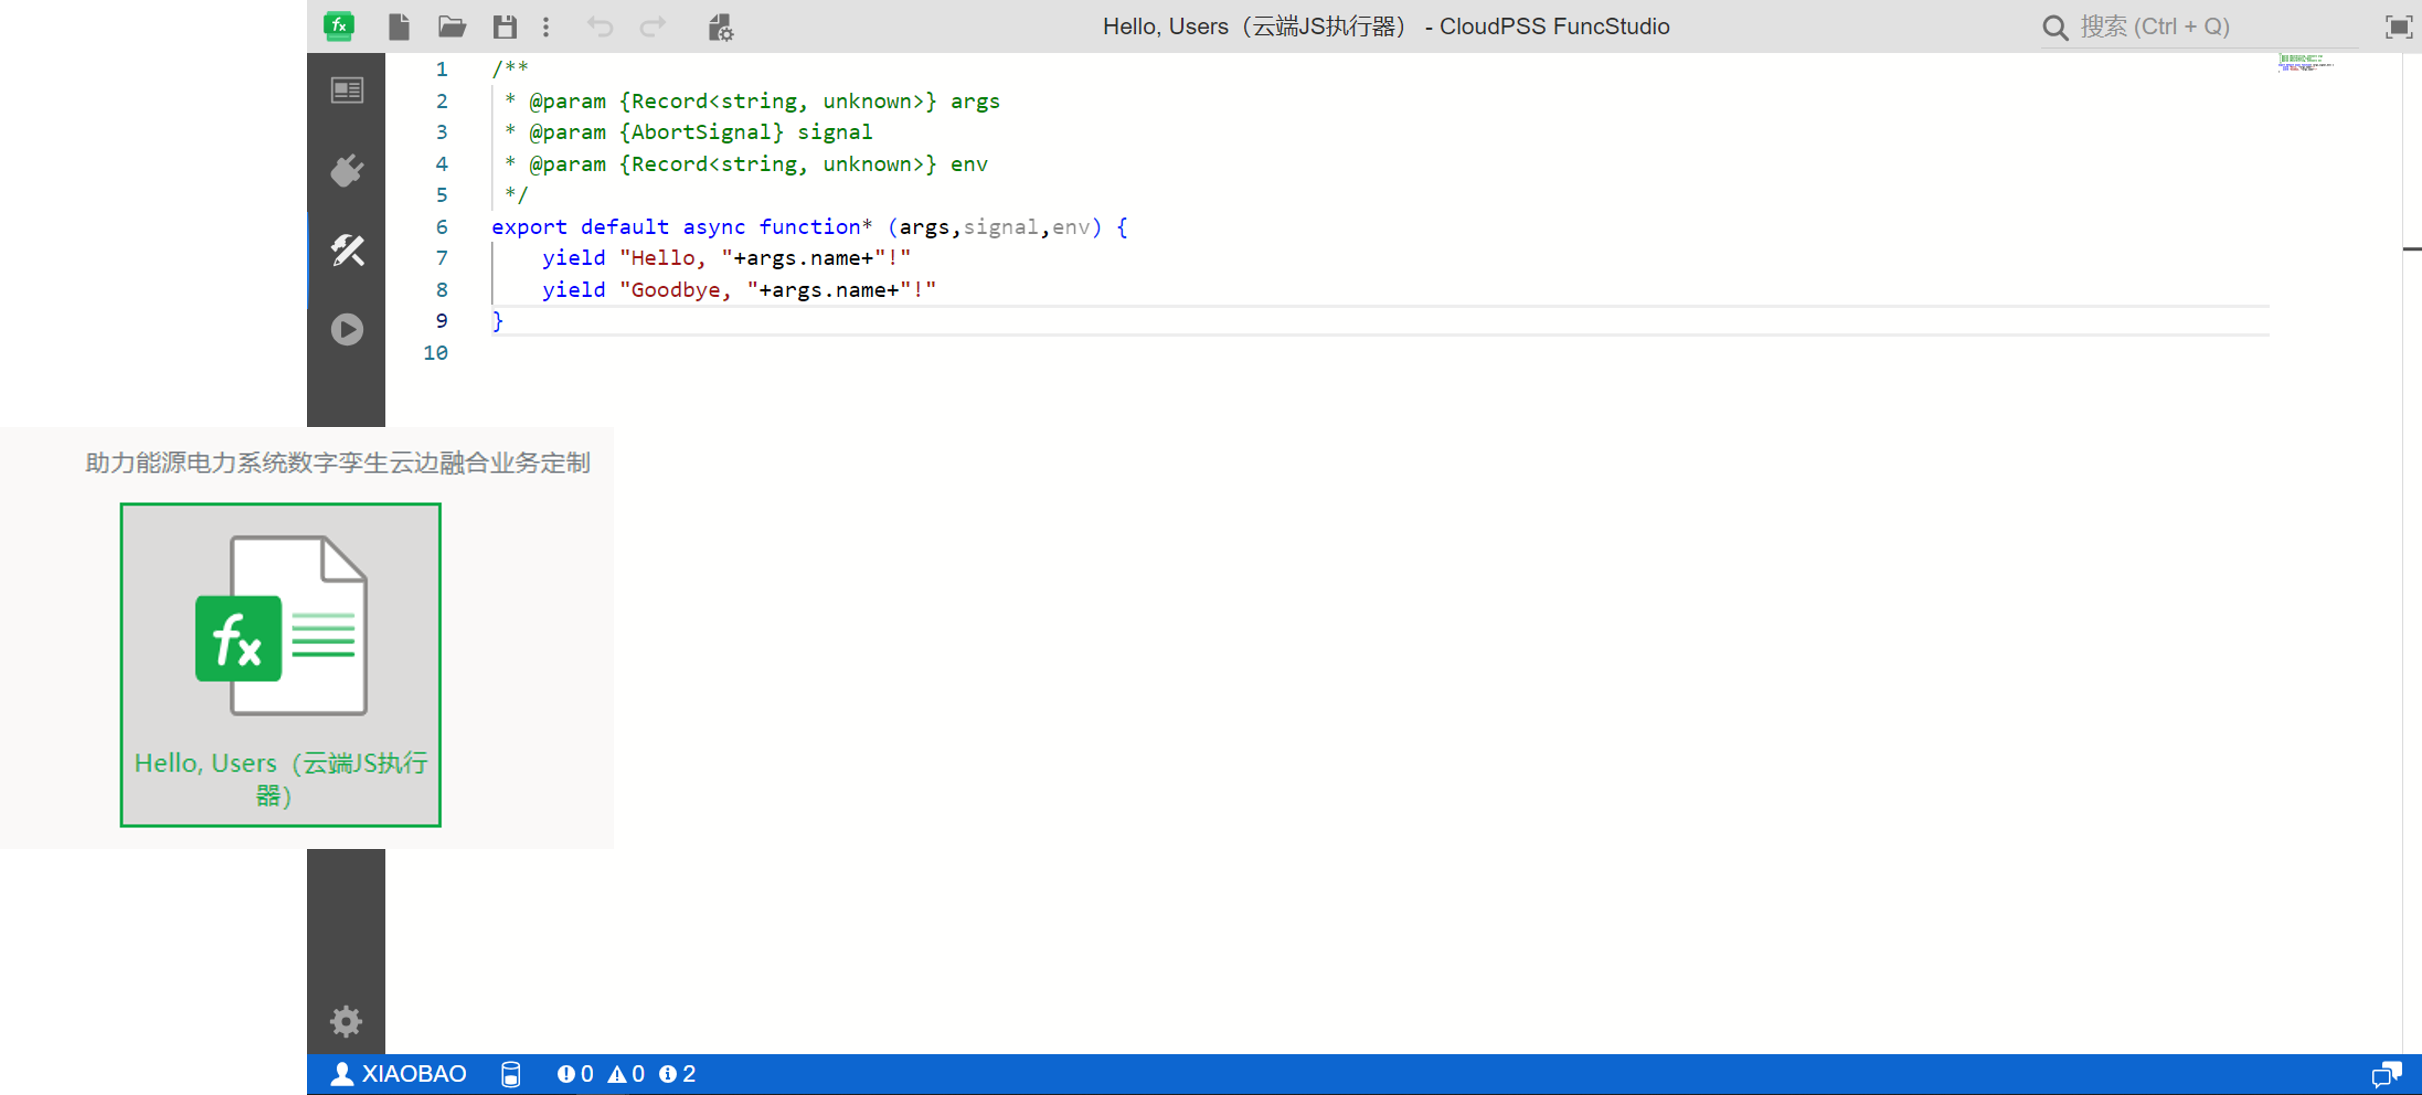 fx
Hello, Users（云端JS执行器） - CloudPSS FuncStudio
搜索 (Ctrl + Q)
1 /**
2  * @param {Record<string, unknown>} args
3  * @param {AbortSignal} signal
4  * @param {Record<string, unknown>} env
5  */
6 export default async function* (args,signal,env) {
7     yield "Hello, "+args.name+"!"
8     yield "Goodbye, "+args.name+"!"
9 }
10
助力能源电力系统数字孪生云边融合业务定制
fx
Hello, Users（云端JS执行
器）
XIAOBAO 0 0 2